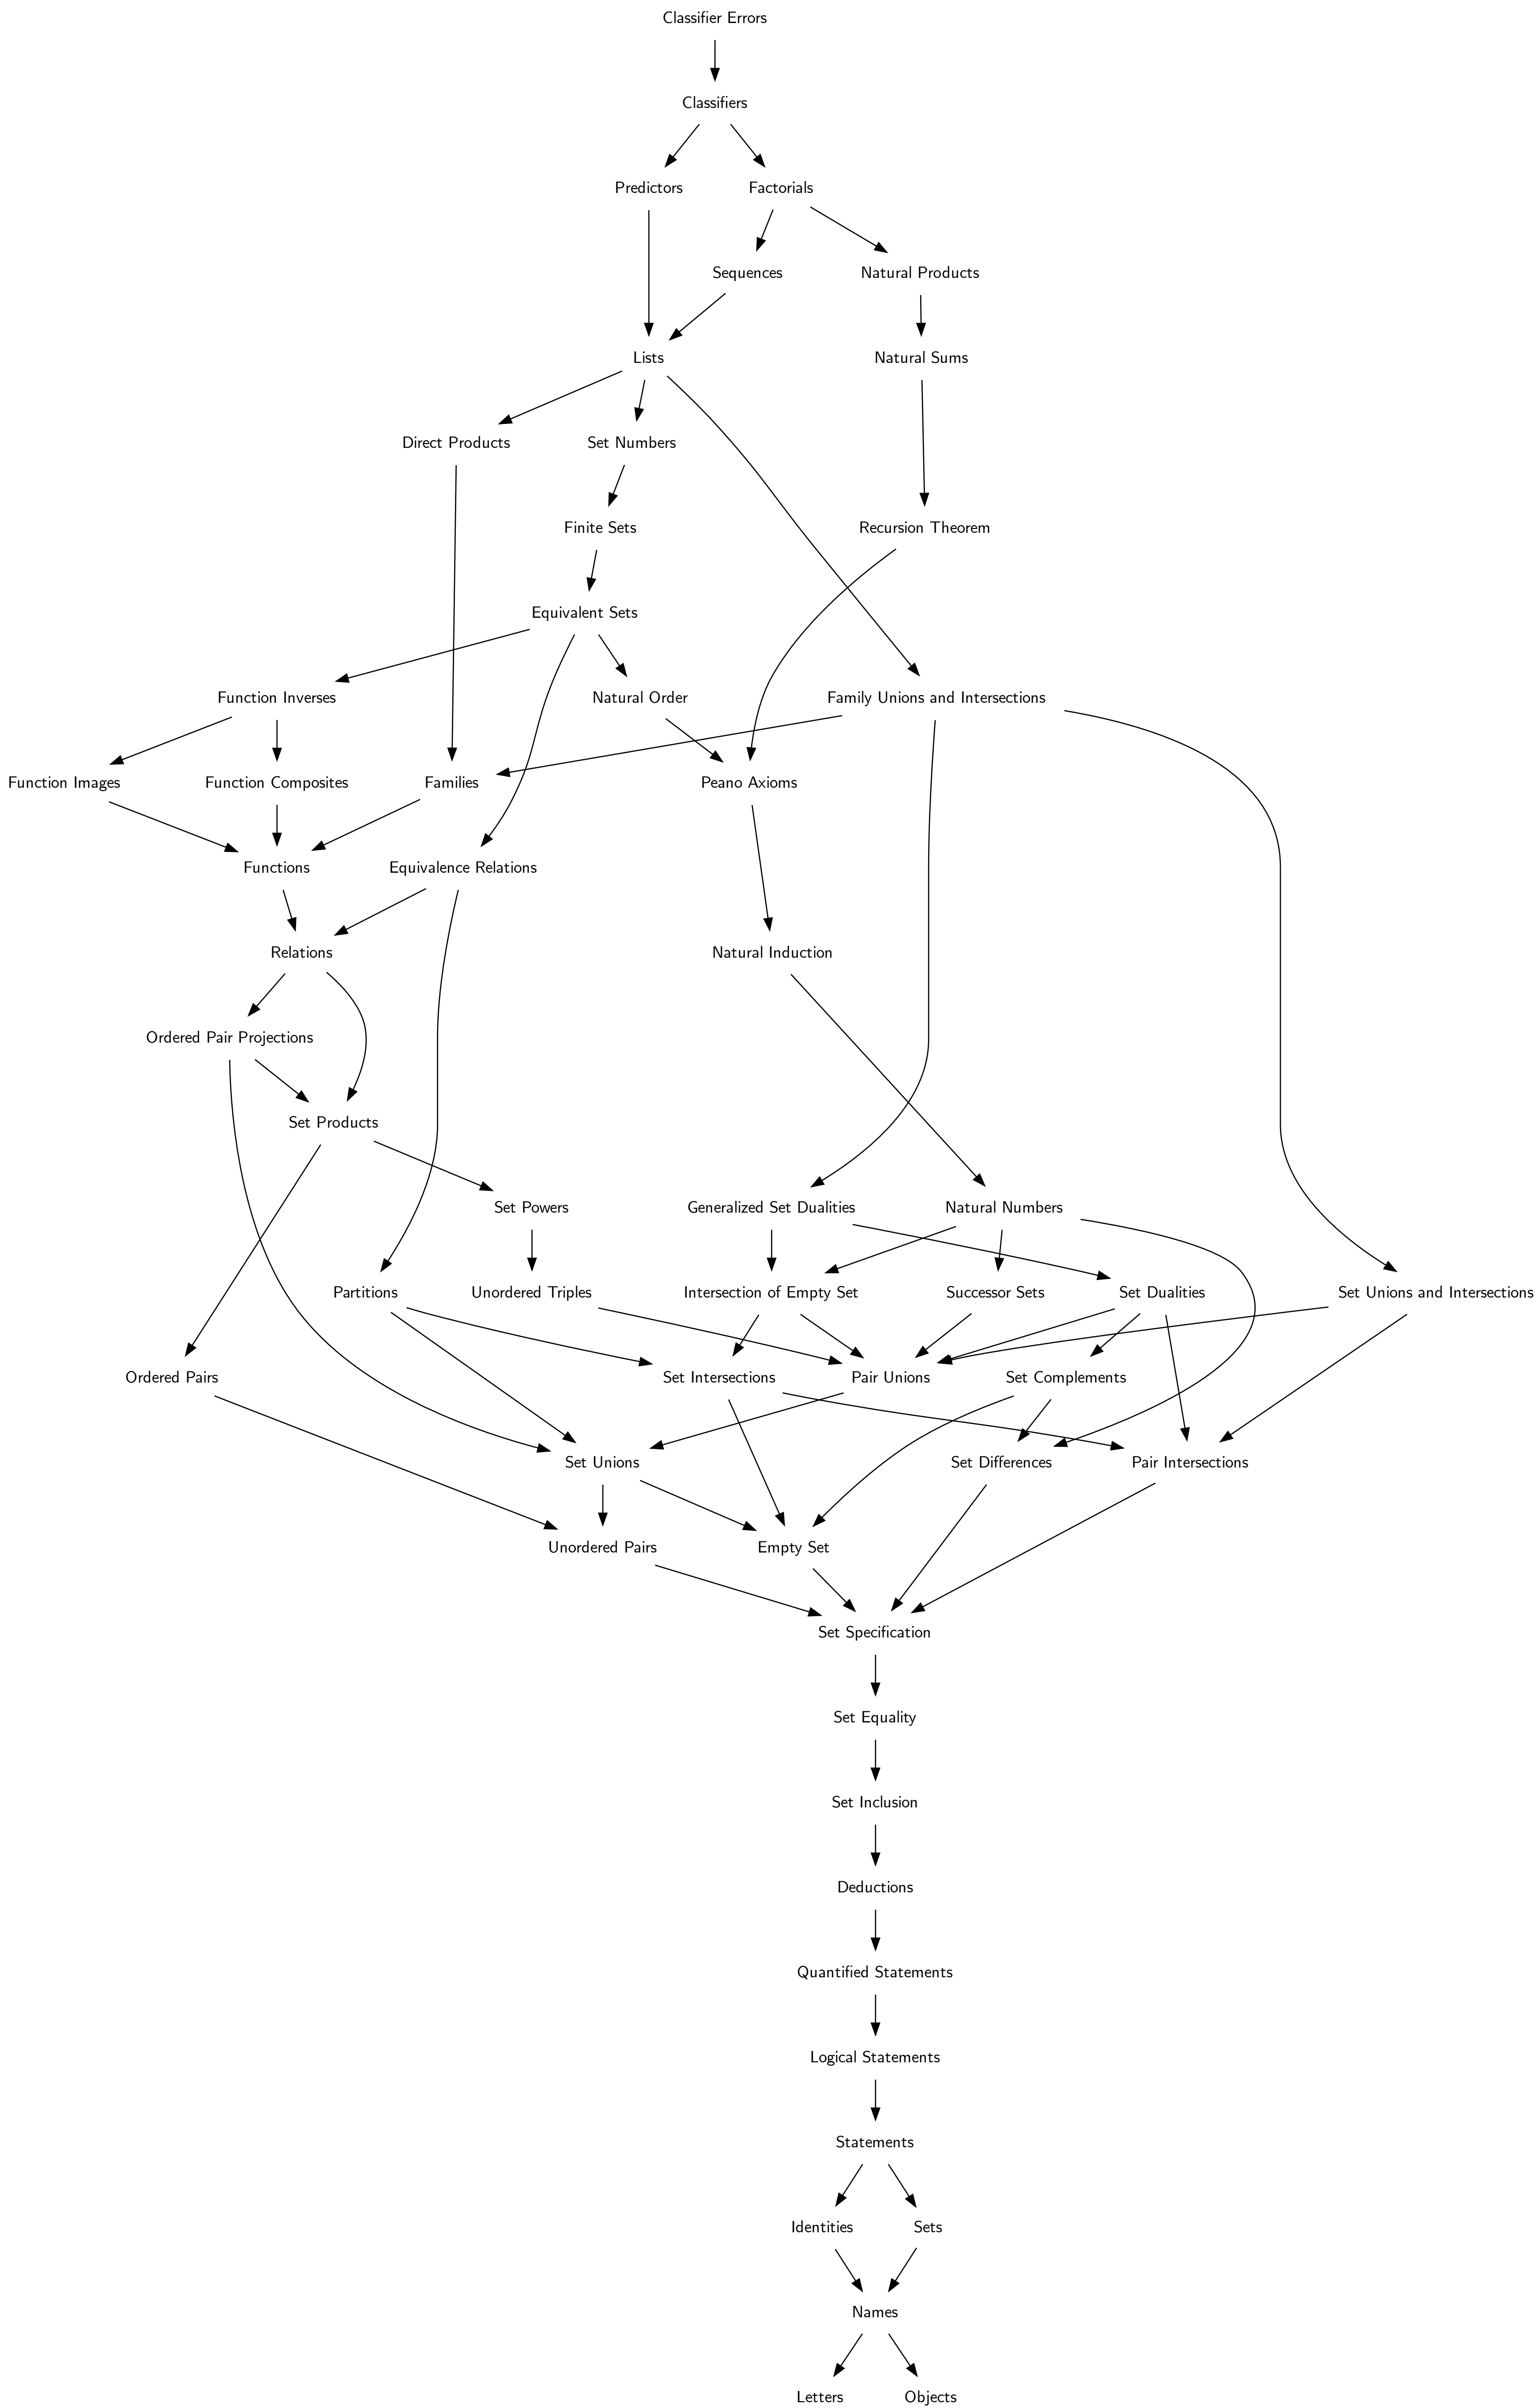 Classifier Errors
Classifiers
Predictors
Factorials
Sequences
Natural Products
Lists
Natural Sums
Direct Products
Set Numbers
Finite Sets
Recursion Theorem
Equivalent Sets
Function Inverses
Natural Order
Family Unions and Intersections
Function Images
Function Composites
Families
Peano Axioms
Functions
Equivalence Relations
Relations
Natural Induction
Ordered Pair Projections
Set Products
Set Powers
Generalized Set Dualities
Natural Numbers
Partitions
Unordered Triples
Intersection of Empty Set
Successor Sets
Set Dualities
Set Unions and Intersections
Ordered Pairs
Set Intersections
Pair Unions
Set Complements
Set Unions
Set Differences
Pair Intersections
Unordered Pairs
Empty Set
Set Specification
Set Equality
Set Inclusion
Deductions
Quantified Statements
Logical Statements
Statements
Identities
Sets
Names
Letters
Objects